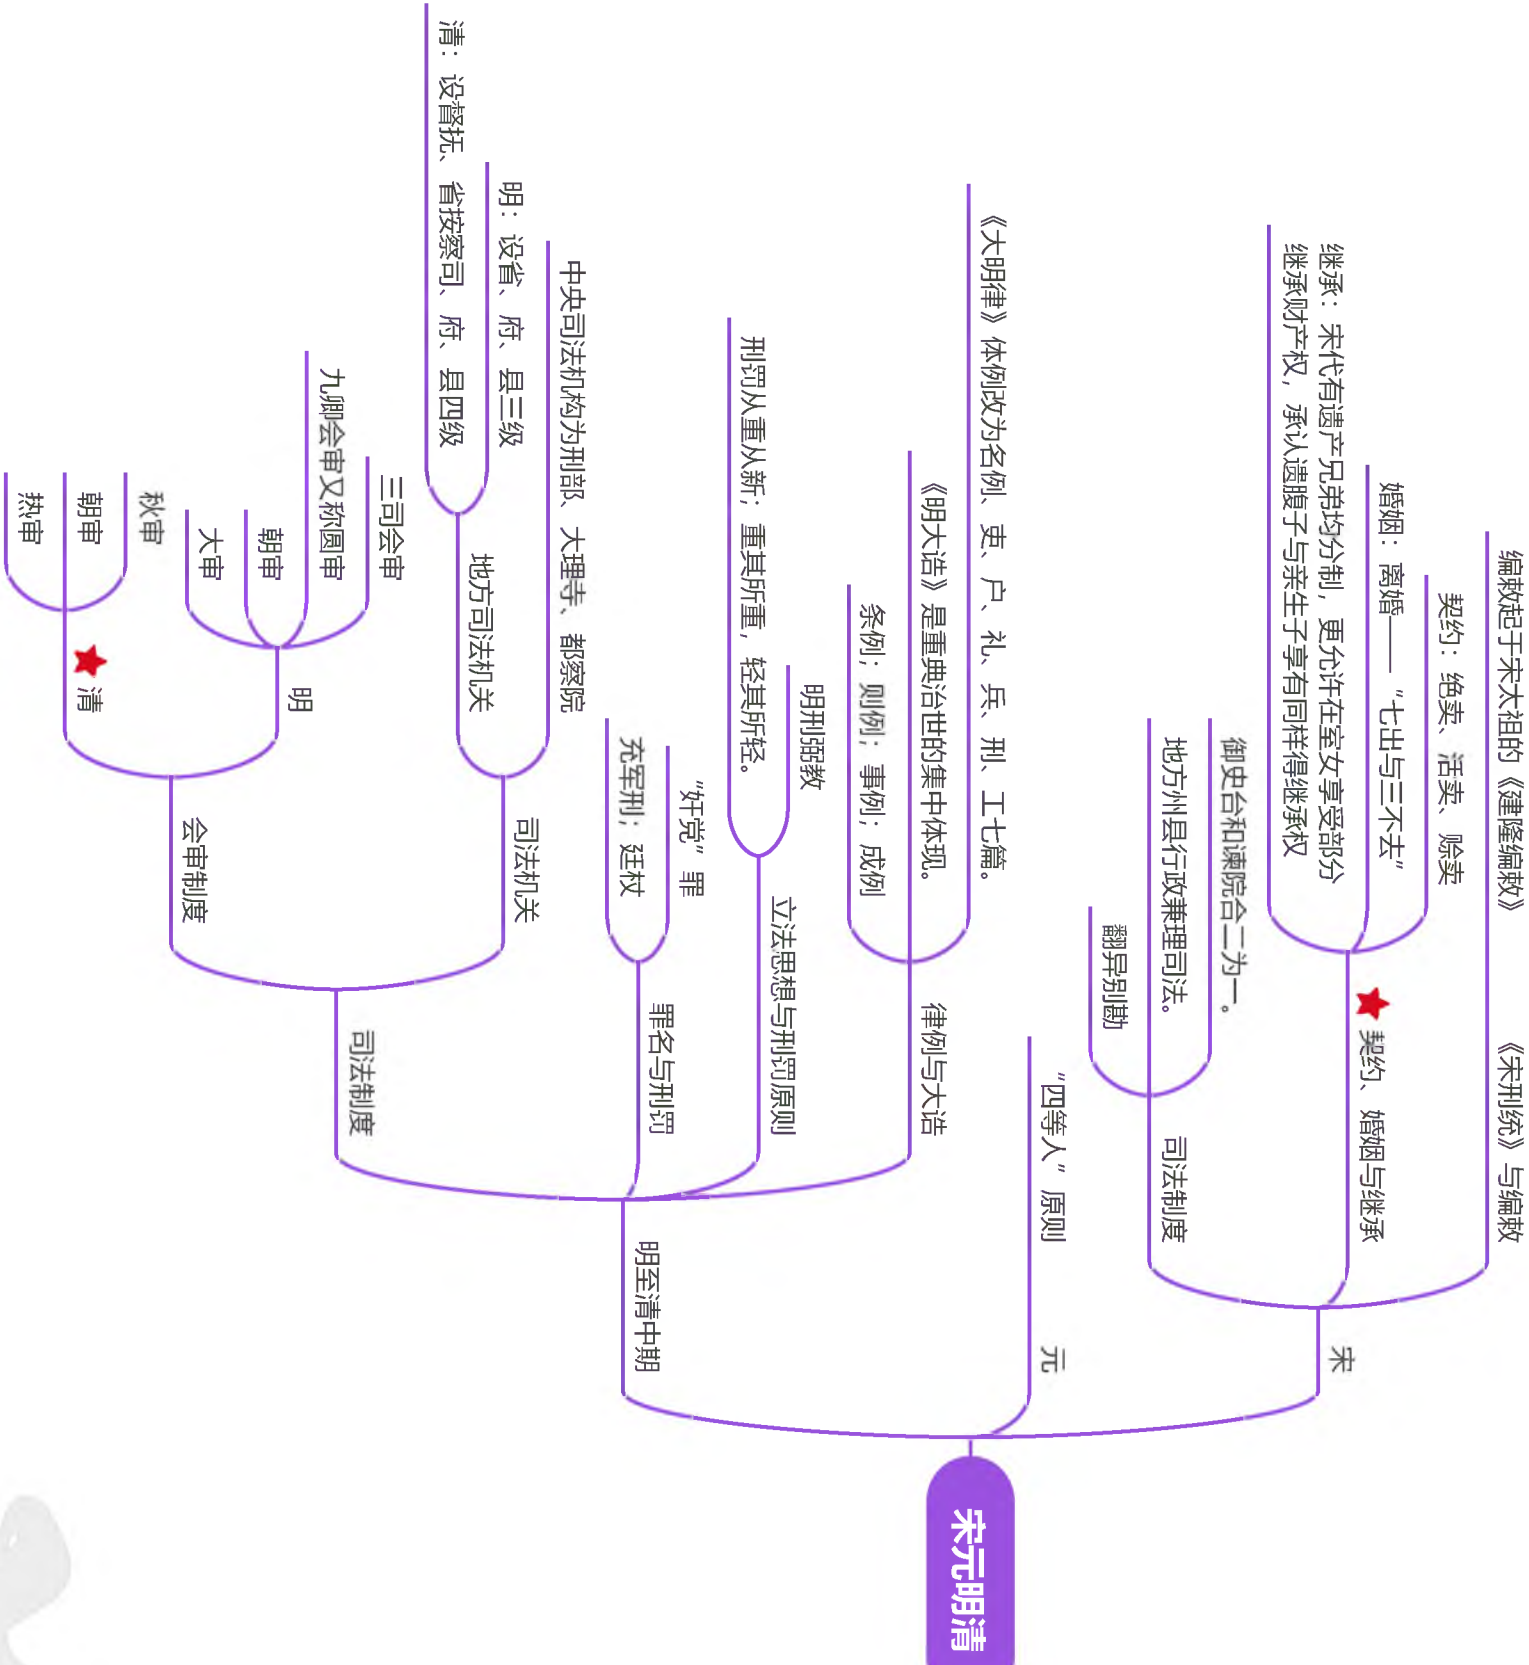 宋元明清
宋
《宋刑统》与编敕
编敕起于宋太祖的《建隆编敕》
契约、婚姻与继承
契约：绝卖、活卖、赊卖
婚姻：离婚——“七出与三不去”
继承：宋代有遗产兄弟均分制，更允许在室女享受部分
继承财产权，承认遗腹子与亲生子享有同样得继承权
司法制度
御史台和谏院合二为一。
地方州县行政兼理司法。
翻异别勘
元
“四等人”原则
明至清中期
律例与大诰
《大明律》体例改为名例、吏、户、礼、兵、刑、工七篇。
《明大诰》是重典治世的集中体现。
条例；则例；事例；成例
立法思想与刑罚原则
明刑弼教
刑罚从重从新；重其所重，轻其所轻。
罪名与刑罚
“奸党”罪
充军刑；廷杖
司法制度
司法机关
中央司法机构为刑部、大理寺、都察院
地方司法机关
明：设省、府、县三级
清：设督抚、省按察司、府、县四级
会审制度
明
三司会审
九卿会审又称圆审
朝审
大审
清
秋审
朝审
热审